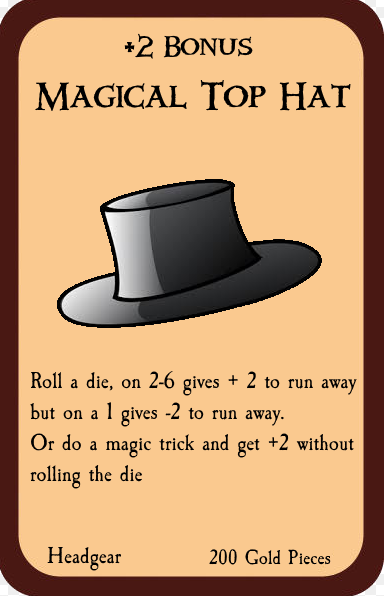 +2 Bonus
Magical Top Hat
Roll a die, on 2-6 gives + 2 to run away
but on a 1 gives -2 to run away.
Or do a magic trick and get +2 without
rolling the die
Headgear 200 Gold Pieces